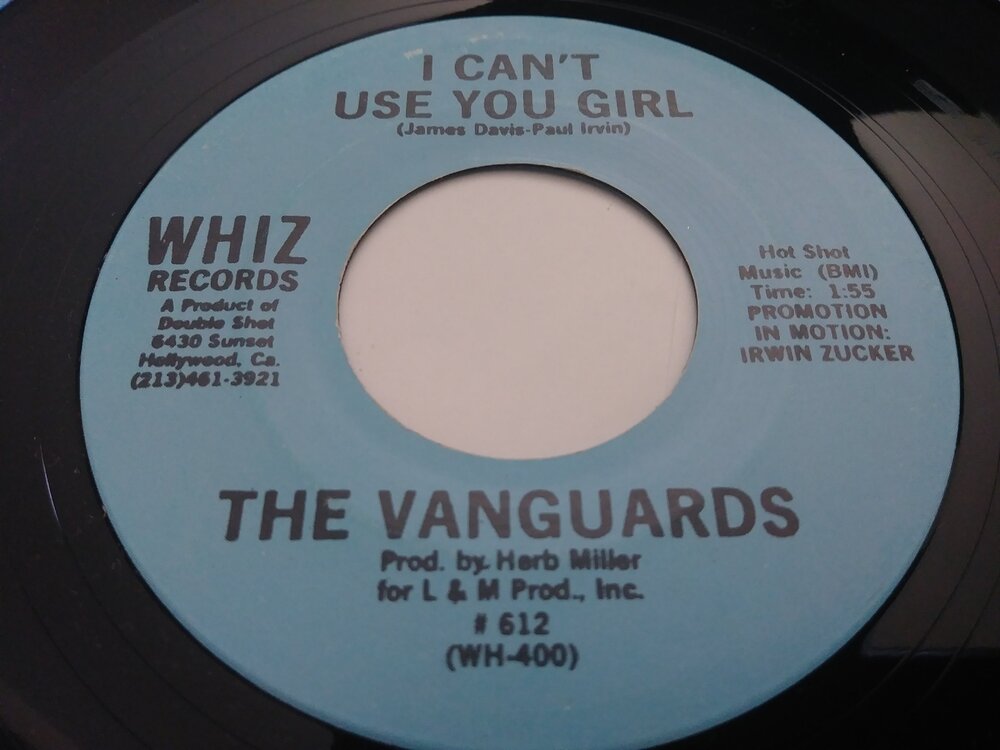 I CAN'T
USE YOU GIRL
(James Davis-Paul Irvin)
WHIZ
RECORDS
A Product of
Double Shot
6430 Sunset
Hollywood, Ca.
(213)461-3921
Hot Shot
Music (BMI)
Time: 1:55
PROMOTION
IN MOTION:
IRWIN ZUCKER
THE VANGUARDS
Prod. by Herb Miller
for L & M Prod., Inc.
# 612
(WH-400)